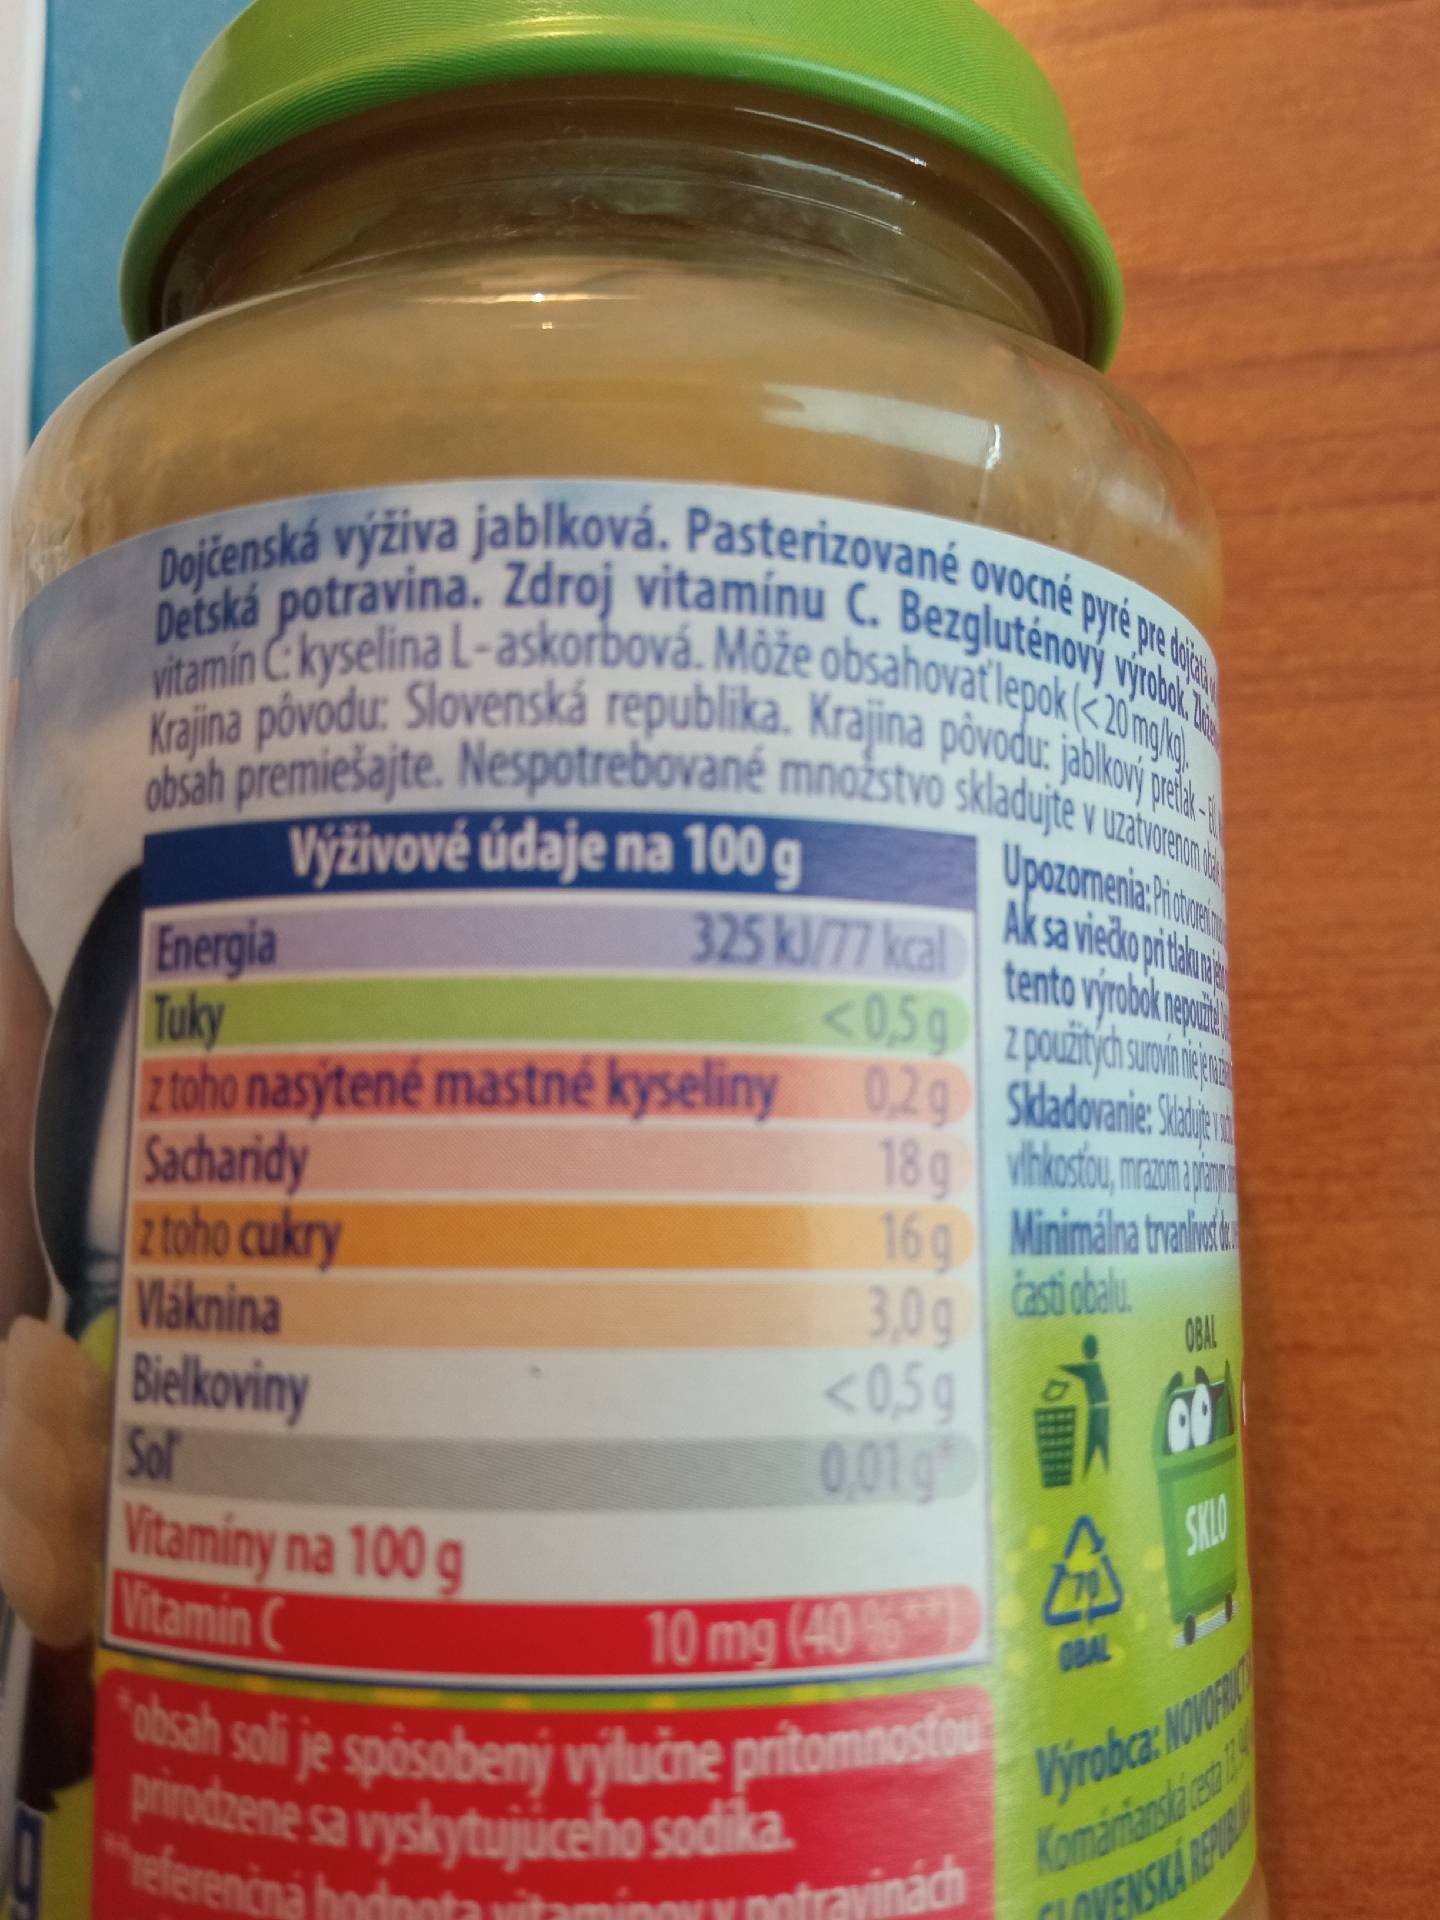 Dojčenská výživa jablková. Pasterizované ovocné pyré pre dojčatá
Detská potravina. Zdroj vitamínu C. Bezgluténový výrobok.
vitamín C: kyselina L-askorbová. Môže obsahovať lepok (< 20 mg/kg).
Krajina pôvodu: Slovenská republika. Krajina pôvodu: jablkový pretlak – EÚ,
obsah premiešajte. Nespotrebované množstvo skladujte v uzatvorenom
Výživové údaje na 100 g
Energia 325 kJ/77 kcal
Tuky < 0,5 g
z toho nasýtené mastné kyseliny 0,2 g
Sacharidy 18 g
z toho cukry 16 g
Vláknina 3,0 g
Bielkoviny < 0,5 g
Soľ 0,01 g*
Vitamíny na 100 g
Vitamín C 10 mg (40 %**)
*obsah soli je spôsobený výlučne prítomnosťou
prirodzene sa vyskytujúceho sodíka.
**referenčná hodnota vitamínov v potravinách
Upozornenia: Pri otvorení
Ak sa viečko pri tlaku na jeho
tento výrobok nepoužite!
z použitých surovín nie je na
Skladovanie: Skladujte v
vlhkosťou, mrazom a priamym
Minimálna trvanlivosť do:
časti obalu.
OBAL
SKLO
70
OBAL
Výrobca: NOVOFRUCT
Komárňanská cesta 13,
SLOVENSKÁ REPUBLIKA
g